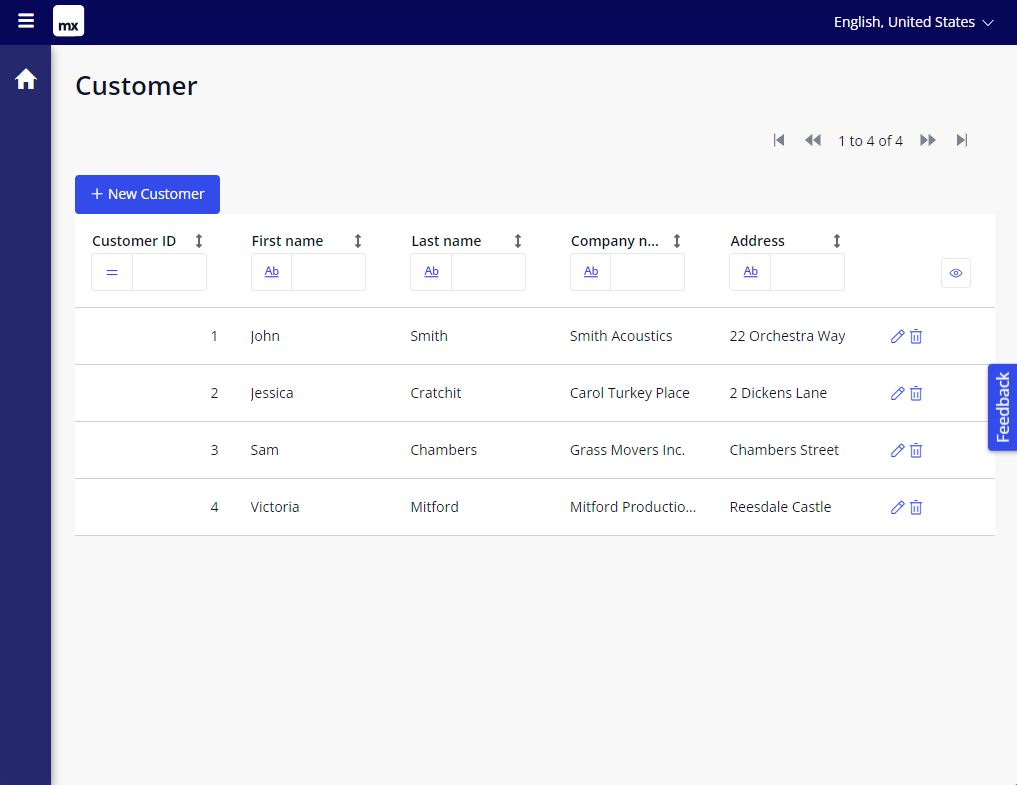 mx
English, United States
Customer
1 to 4 of 4
+ New Customer
Customer ID First name Last name Company n... Address
= Ab Ab Ab Ab
1 John Smith Smith Acoustics 22 Orchestra Way
2 Jessica Cratchit Carol Turkey Place 2 Dickens Lane
3 Sam Chambers Grass Movers Inc. Chambers Street
4 Victoria Mitford Mitford Productio... Reesdale Castle
Feedback